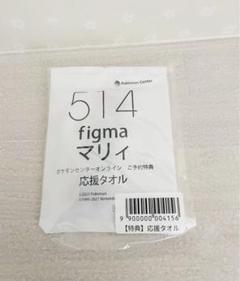 Pokémon Center
514
figma
マリィ
ポケモンセンターオンライン ご予約特典
応援タオル
9 900000 004156
【特典】応援タオル